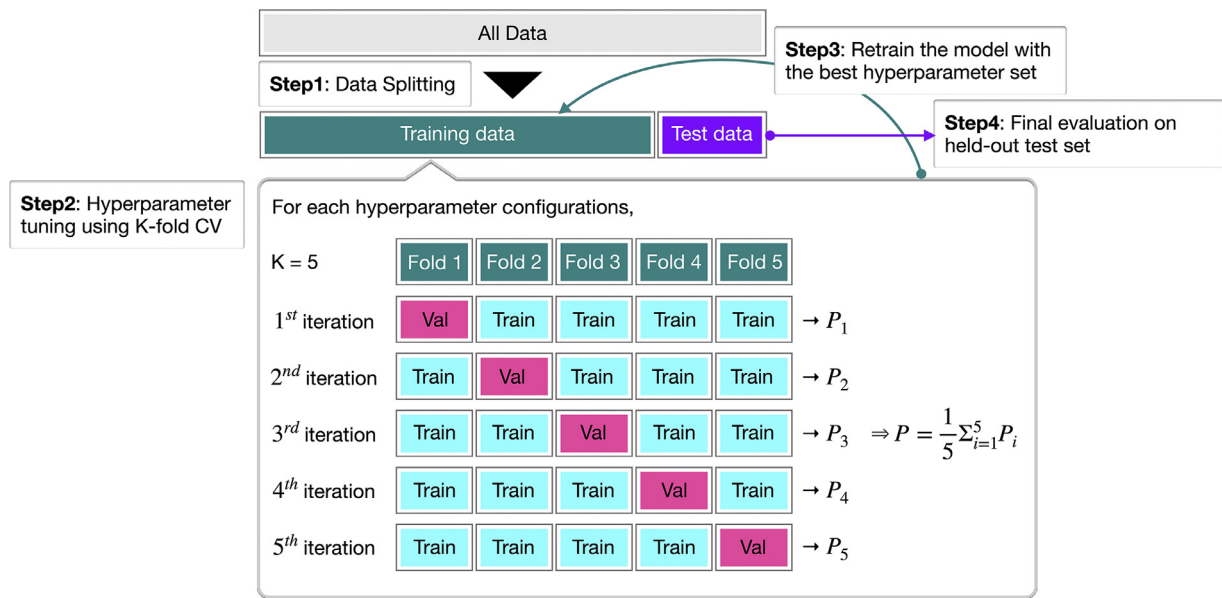 All Data
Step1: Data Splitting
Step3: Retrain the model with
the best hyperparameter set
Training data
Test data
Step4: Final evaluation on
held-out test set
Step2: Hyperparameter
tuning using K-fold CV
For each hyperparameter configurations,
K = 5 Fold 1 Fold 2 Fold 3 Fold 4 Fold 5
1st iteration Val Train Train Train Train → P1
2nd iteration Train Val Train Train Train → P2
3rd iteration Train Train Val Train Train → P3 ⇒ P = 1/5 Σ_{i=1}^{5} P_i
4th iteration Train Train Train Val Train → P4
5th iteration Train Train Train Train Val → P5